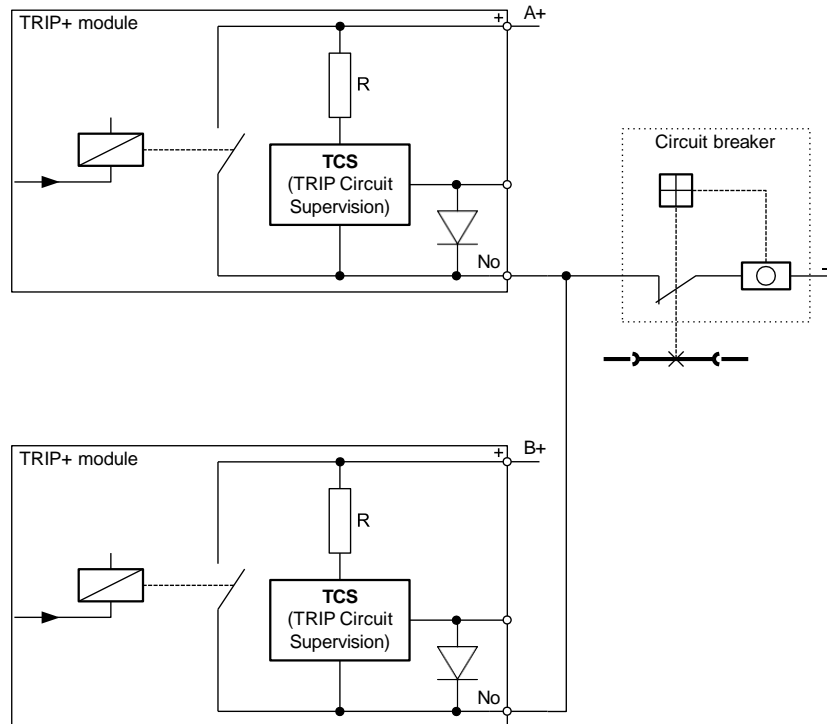 TRIP+ module
+
A+
R
TCS
(TRIP Circuit
Supervision)
No
Circuit breaker
-
TRIP+ module
+
B+
R
TCS
(TRIP Circuit
Supervision)
No